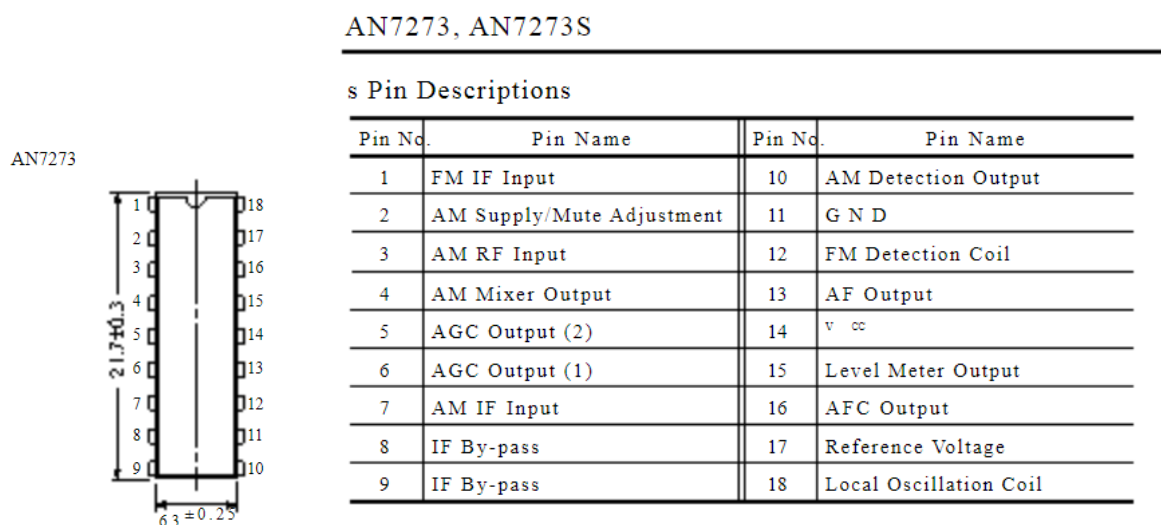 AN7273, AN7273S
s Pin Descriptions
Pin No. Pin Name Pin No. Pin Name
1 FM IF Input 10 AM Detection Output
2 AM Supply/Mute Adjustment 11 G N D
3 AM RF Input 12 FM Detection Coil
4 AM Mixer Output 13 AF Output
5 AGC Output (2) 14 V cc
6 AGC Output (1) 15 Level Meter Output
7 AM IF Input 16 AFC Output
8 IF By-pass 17 Reference Voltage
9 IF By-pass 18 Local Oscillation Coil
AN7273
1 18
2 17
3 16
4 15
5 14
6 13
7 12
8 11
9 10
21.7±0.3
6 3 ±0.25